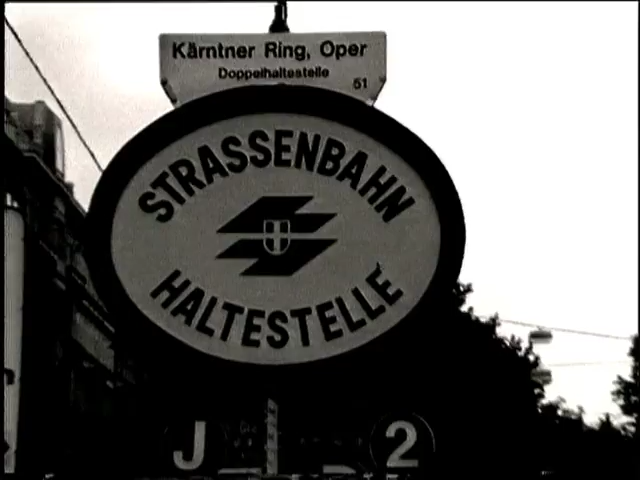 Kärntner Ring, Oper
Doppelhaltestelle
51
STRASSENBAHN
HALTESTELLE
J
2